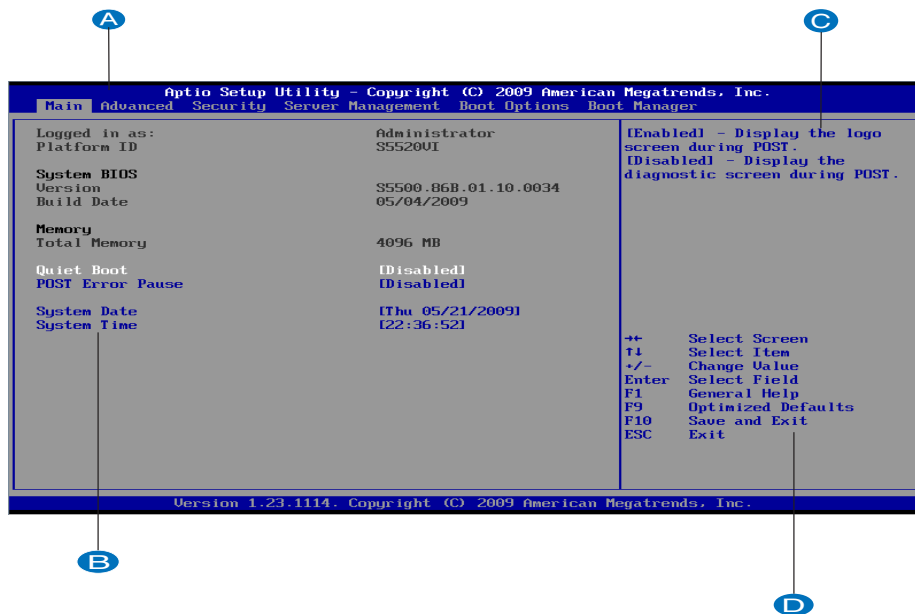 A
C
Aptio Setup Utility - Copyright (C) 2009 American Megatrends, Inc.
Main Advanced Security Server Management Boot Options Boot Manager
Logged in as: Administrator
Platform ID S5520UI
System BIOS
Version S5500.86B.01.10.0034
Build Date 05/04/2009
Memory
Total Memory 4096 MB
Quiet Boot [Disabled]
POST Error Pause [Disabled]
System Date [Thu 05/21/2009]
System Time [22:36:52]
[Enabled] - Display the logo
screen during POST.
[Disabled] - Display the
diagnostic screen during POST.
→← Select Screen
↑↓ Select Item
+/- Change Value
Enter Select Field
F1 General Help
F9 Optimized Defaults
F10 Save and Exit
ESC Exit
Version 1.23.1114. Copyright (C) 2009 American Megatrends, Inc.
B
D